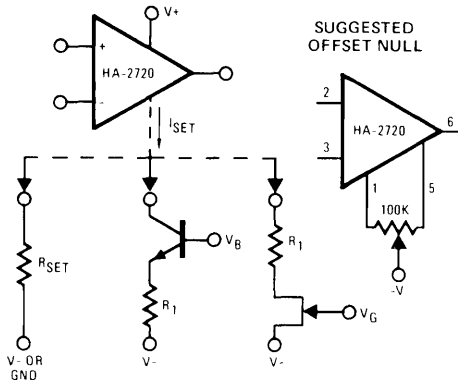 V+
+
HA-2720
-
ISET
RSET
V- OR
GND
VB
R1
V-
R1
VG
V-
SUGGESTED
OFFSET NULL
2
HA-2720
6
3
1
5
100K
-V